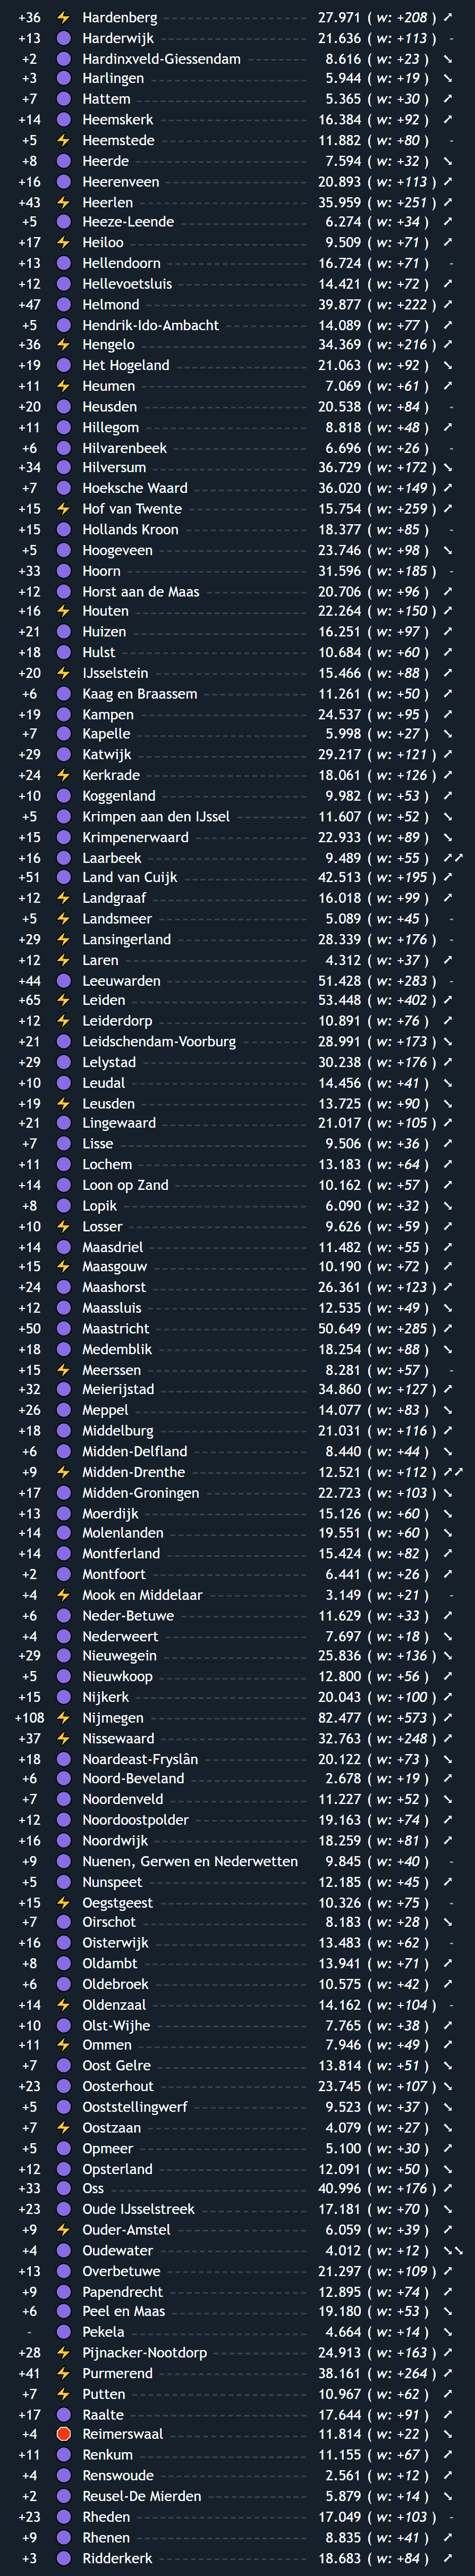 +36 Hardenberg 27.971 ( w: +208 ) ➚
+13 Harderwijk 21.636 ( w: +113 ) -
+2 Hardinxveld-Giessendam 8.616 ( w: +23 ) ➘
+3 Harlingen 5.944 ( w: +19 ) ➘
+7 Hattem 5.365 ( w: +30 ) ➚
+14 Heemskerk 16.384 ( w: +92 ) ➚
+5 Heemstede 11.882 ( w: +80 ) -
+8 Heerde 7.594 ( w: +32 ) ➘
+16 Heerenveen 20.893 ( w: +113 ) ➚
+43 Heerlen 35.959 ( w: +251 ) ➚
+5 Heeze-Leende 6.274 ( w: +34 ) ➚
+17 Heiloo 9.509 ( w: +71 ) ➚
+13 Hellendoorn 16.724 ( w: +71 ) -
+12 Hellevoetsluis 14.421 ( w: +72 ) ➚
+47 Helmond 39.877 ( w: +222 ) ➚
+5 Hendrik-Ido-Ambacht 14.089 ( w: +77 ) ➚
+36 Hengelo 34.369 ( w: +216 ) ➚
+19 Het Hogeland 21.063 ( w: +92 ) ➘
+11 Heumen 7.069 ( w: +61 ) ➚
+20 Heusden 20.538 ( w: +84 ) -
+11 Hillegom 8.818 ( w: +48 ) ➚
+6 Hilvarenbeek 6.696 ( w: +26 ) -
+34 Hilversum 36.729 ( w: +172 ) ➘
+7 Hoeksche Waard 36.020 ( w: +149 ) ➚
+15 Hof van Twente 15.754 ( w: +259 ) ➚
+15 Hollands Kroon 18.377 ( w: +85 ) -
+5 Hoogeveen 23.746 ( w: +98 ) ➘
+33 Hoorn 31.596 ( w: +185 ) -
+12 Horst aan de Maas 20.706 ( w: +96 ) ➚
+16 Houten 22.264 ( w: +150 ) ➚
+21 Huizen 16.251 ( w: +97 ) ➚
+18 Hulst 10.684 ( w: +60 ) ➚
+20 IJsselstein 15.466 ( w: +88 ) ➚
+6 Kaag en Braassem 11.261 ( w: +50 ) ➚
+19 Kampen 24.537 ( w: +95 ) ➚
+7 Kapelle 5.998 ( w: +27 ) ➘
+29 Katwijk 29.217 ( w: +121 ) ➚
+24 Kerkrade 18.061 ( w: +126 ) ➚
+10 Koggenland 9.982 ( w: +53 ) ➚
+5 Krimpen aan den IJssel 11.607 ( w: +52 ) ➘
+15 Krimpenerwaard 22.933 ( w: +89 ) ➘
+16 Laarbeek 9.489 ( w: +55 ) ➚➚
+51 Land van Cuijk 42.513 ( w: +195 ) ➚
+12 Landgraaf 16.018 ( w: +99 ) ➚
+5 Landsmeer 5.089 ( w: +45 ) -
+29 Lansingerland 28.339 ( w: +176 ) -
+12 Laren 4.312 ( w: +37 ) ➚
+44 Leeuwarden 51.428 ( w: +283 ) -
+65 Leiden 53.448 ( w: +402 ) ➚
+12 Leiderdorp 10.891 ( w: +76 ) ➚
+21 Leidschendam-Voorburg 28.991 ( w: +173 ) ➘
+29 Lelystad 30.238 ( w: +176 ) ➚
+10 Leudal 14.456 ( w: +41 ) ➘
+19 Leusden 13.725 ( w: +90 ) ➘
+21 Lingewaard 21.017 ( w: +105 ) ➚
+7 Lisse 9.506 ( w: +36 ) ➚
+11 Lochem 13.183 ( w: +64 ) ➚
+14 Loon op Zand 10.162 ( w: +57 ) ➚
+8 Lopik 6.090 ( w: +32 ) ➘
+10 Losser 9.626 ( w: +59 ) ➚
+14 Maasdriel 11.482 ( w: +55 ) ➚
+15 Maasgouw 10.190 ( w: +72 ) ➚
+24 Maashorst 26.361 ( w: +123 ) ➚
+12 Maassluis 12.535 ( w: +49 ) ➘
+50 Maastricht 50.649 ( w: +285 ) ➚
+18 Medemblik 18.254 ( w: +88 ) ➘
+15 Meerssen 8.281 ( w: +57 ) -
+32 Meierijstad 34.860 ( w: +127 ) ➚
+26 Meppel 14.077 ( w: +83 ) ➘
+18 Middelburg 21.031 ( w: +116 ) ➚
+6 Midden-Delfland 8.440 ( w: +44 ) ➘
+9 Midden-Drenthe 12.521 ( w: +112 ) ➚➚
+17 Midden-Groningen 22.723 ( w: +103 ) ➘
+13 Moerdijk 15.126 ( w: +60 ) ➘
+14 Molenlanden 19.551 ( w: +60 ) ➘
+14 Montferland 15.424 ( w: +82 ) ➚
+2 Montfoort 6.441 ( w: +26 ) ➚
+4 Mook en Middelaar 3.149 ( w: +21 ) -
+6 Neder-Betuwe 11.629 ( w: +33 ) ➚
+4 Nederweert 7.697 ( w: +18 ) ➘
+29 Nieuwegein 25.836 ( w: +136 ) ➘
+5 Nieuwkoop 12.800 ( w: +56 ) ➚
+15 Nijkerk 20.043 ( w: +100 ) ➚
+108 Nijmegen 82.477 ( w: +573 ) ➚
+37 Nissewaard 32.763 ( w: +248 ) ➚
+18 Noardeast-Fryslân 20.122 ( w: +73 ) ➘
+6 Noord-Beveland 2.678 ( w: +19 ) ➚
+7 Noordenveld 11.227 ( w: +52 ) ➘
+12 Noordoostpolder 19.163 ( w: +74 ) ➚
+16 Noordwijk 18.259 ( w: +81 ) ➚
+9 Nuenen, Gerwen en Nederwetten 9.845 ( w: +40 ) -
+5 Nunspeet 12.185 ( w: +45 ) ➚
+15 Oegstgeest 10.326 ( w: +75 ) -
+7 Oirschot 8.183 ( w: +28 ) ➘
+16 Oisterwijk 13.483 ( w: +62 ) -
+8 Oldambt 13.941 ( w: +71 ) ➚
+6 Oldebroek 10.575 ( w: +42 ) ➚
+14 Oldenzaal 14.162 ( w: +104 ) -
+10 Olst-Wijhe 7.765 ( w: +38 ) ➚
+11 Ommen 7.946 ( w: +49 ) ➚
+7 Oost Gelre 13.814 ( w: +51 ) ➘
+23 Oosterhout 23.745 ( w: +107 ) ➘
+5 Ooststellingwerf 9.523 ( w: +37 ) ➘
+7 Oostzaan 4.079 ( w: +27 ) ➘
+5 Opmeer 5.100 ( w: +30 ) ➚
+12 Opsterland 12.091 ( w: +50 ) ➘
+33 Oss 40.996 ( w: +176 ) ➚
+23 Oude IJsselstreek 17.181 ( w: +70 ) ➘
+9 Ouder-Amstel 6.059 ( w: +39 ) ➚
+4 Oudewater 4.012 ( w: +12 ) ➘➘
+13 Overbetuwe 21.297 ( w: +109 ) ➚
+9 Papendrecht 12.895 ( w: +74 ) ➚
+6 Peel en Maas 19.180 ( w: +53 ) ➘
- Pekela 4.664 ( w: +14 ) ➘
+28 Pijnacker-Nootdorp 24.913 ( w: +163 ) ➚
+41 Purmerend 38.161 ( w: +264 ) ➚
+7 Putten 10.967 ( w: +62 ) ➚
+17 Raalte 17.644 ( w: +91 ) ➚
+4 Reimerswaal 11.814 ( w: +22 ) ➘
+11 Renkum 11.155 ( w: +67 ) ➚
+4 Renswoude 2.561 ( w: +12 ) ➚
+2 Reusel-De Mierden 5.879 ( w: +14 ) ➘
+23 Rheden 17.049 ( w: +103 ) -
+9 Rhenen 8.835 ( w: +41 ) ➚
+3 Ridderkerk 18.683 ( w: +84 ) ➚